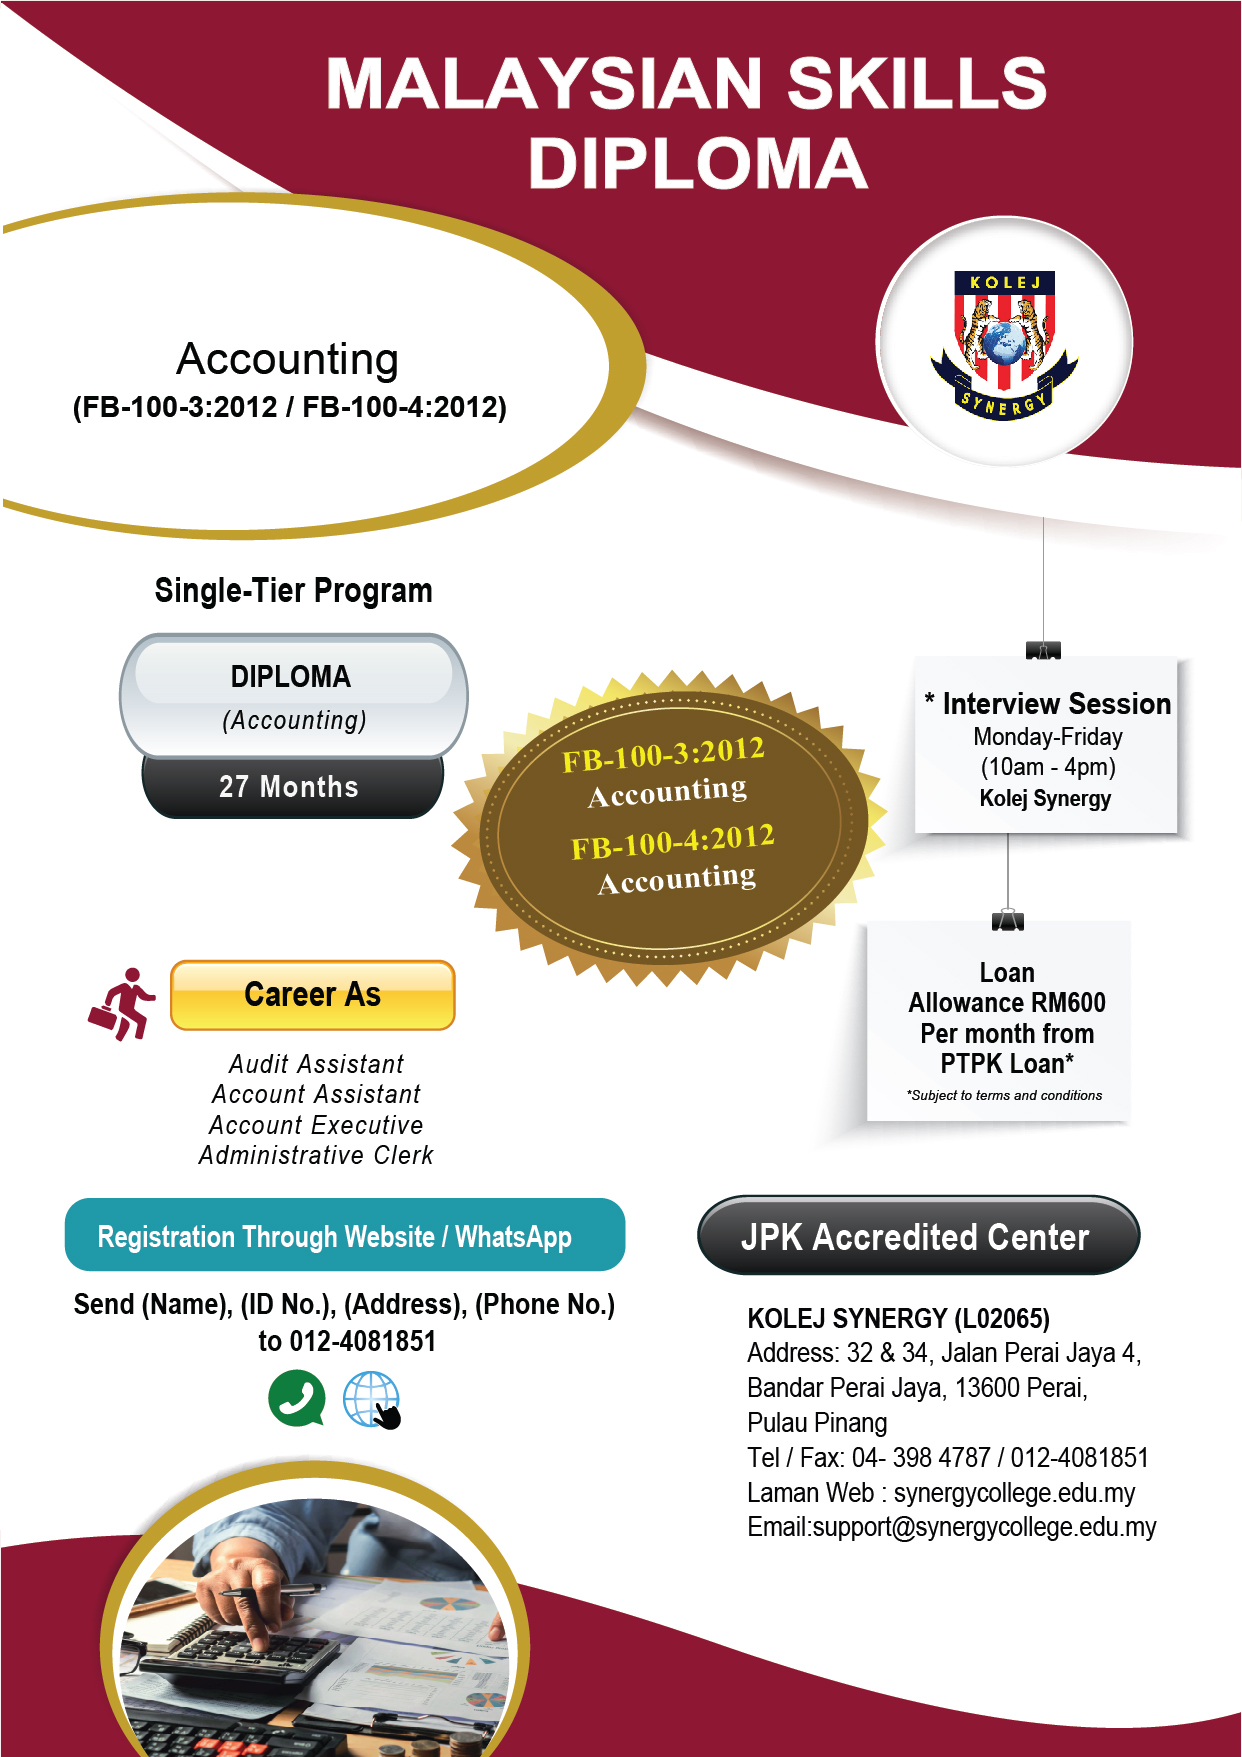 MALAYSIAN SKILLS
DIPLOMA
KOLEJ
SYNERGY
Accounting
(FB-100-3:2012 / FB-100-4:2012)
Single-Tier Program
DIPLOMA
(Accounting)
27 Months
FB-100-3:2012
Accounting
FB-100-4:2012
Accounting
* Interview Session
Monday-Friday
(10am - 4pm)
Kolej Synergy
Loan
Allowance RM600
Per month from
PTPK Loan*
*Subject to terms and conditions
Career As
Audit Assistant
Account Assistant
Account Executive
Administrative Clerk
Registration Through Website / WhatsApp
Send (Name), (ID No.), (Address), (Phone No.)
to 012-4081851
JPK Accredited Center
KOLEJ SYNERGY (L02065)
Address: 32 & 34, Jalan Perai Jaya 4,
Bandar Perai Jaya, 13600 Perai,
Pulau Pinang
Tel / Fax: 04- 398 4787 / 012-4081851
Laman Web : synergycollege.edu.my
Email:support@synergycollege.edu.my